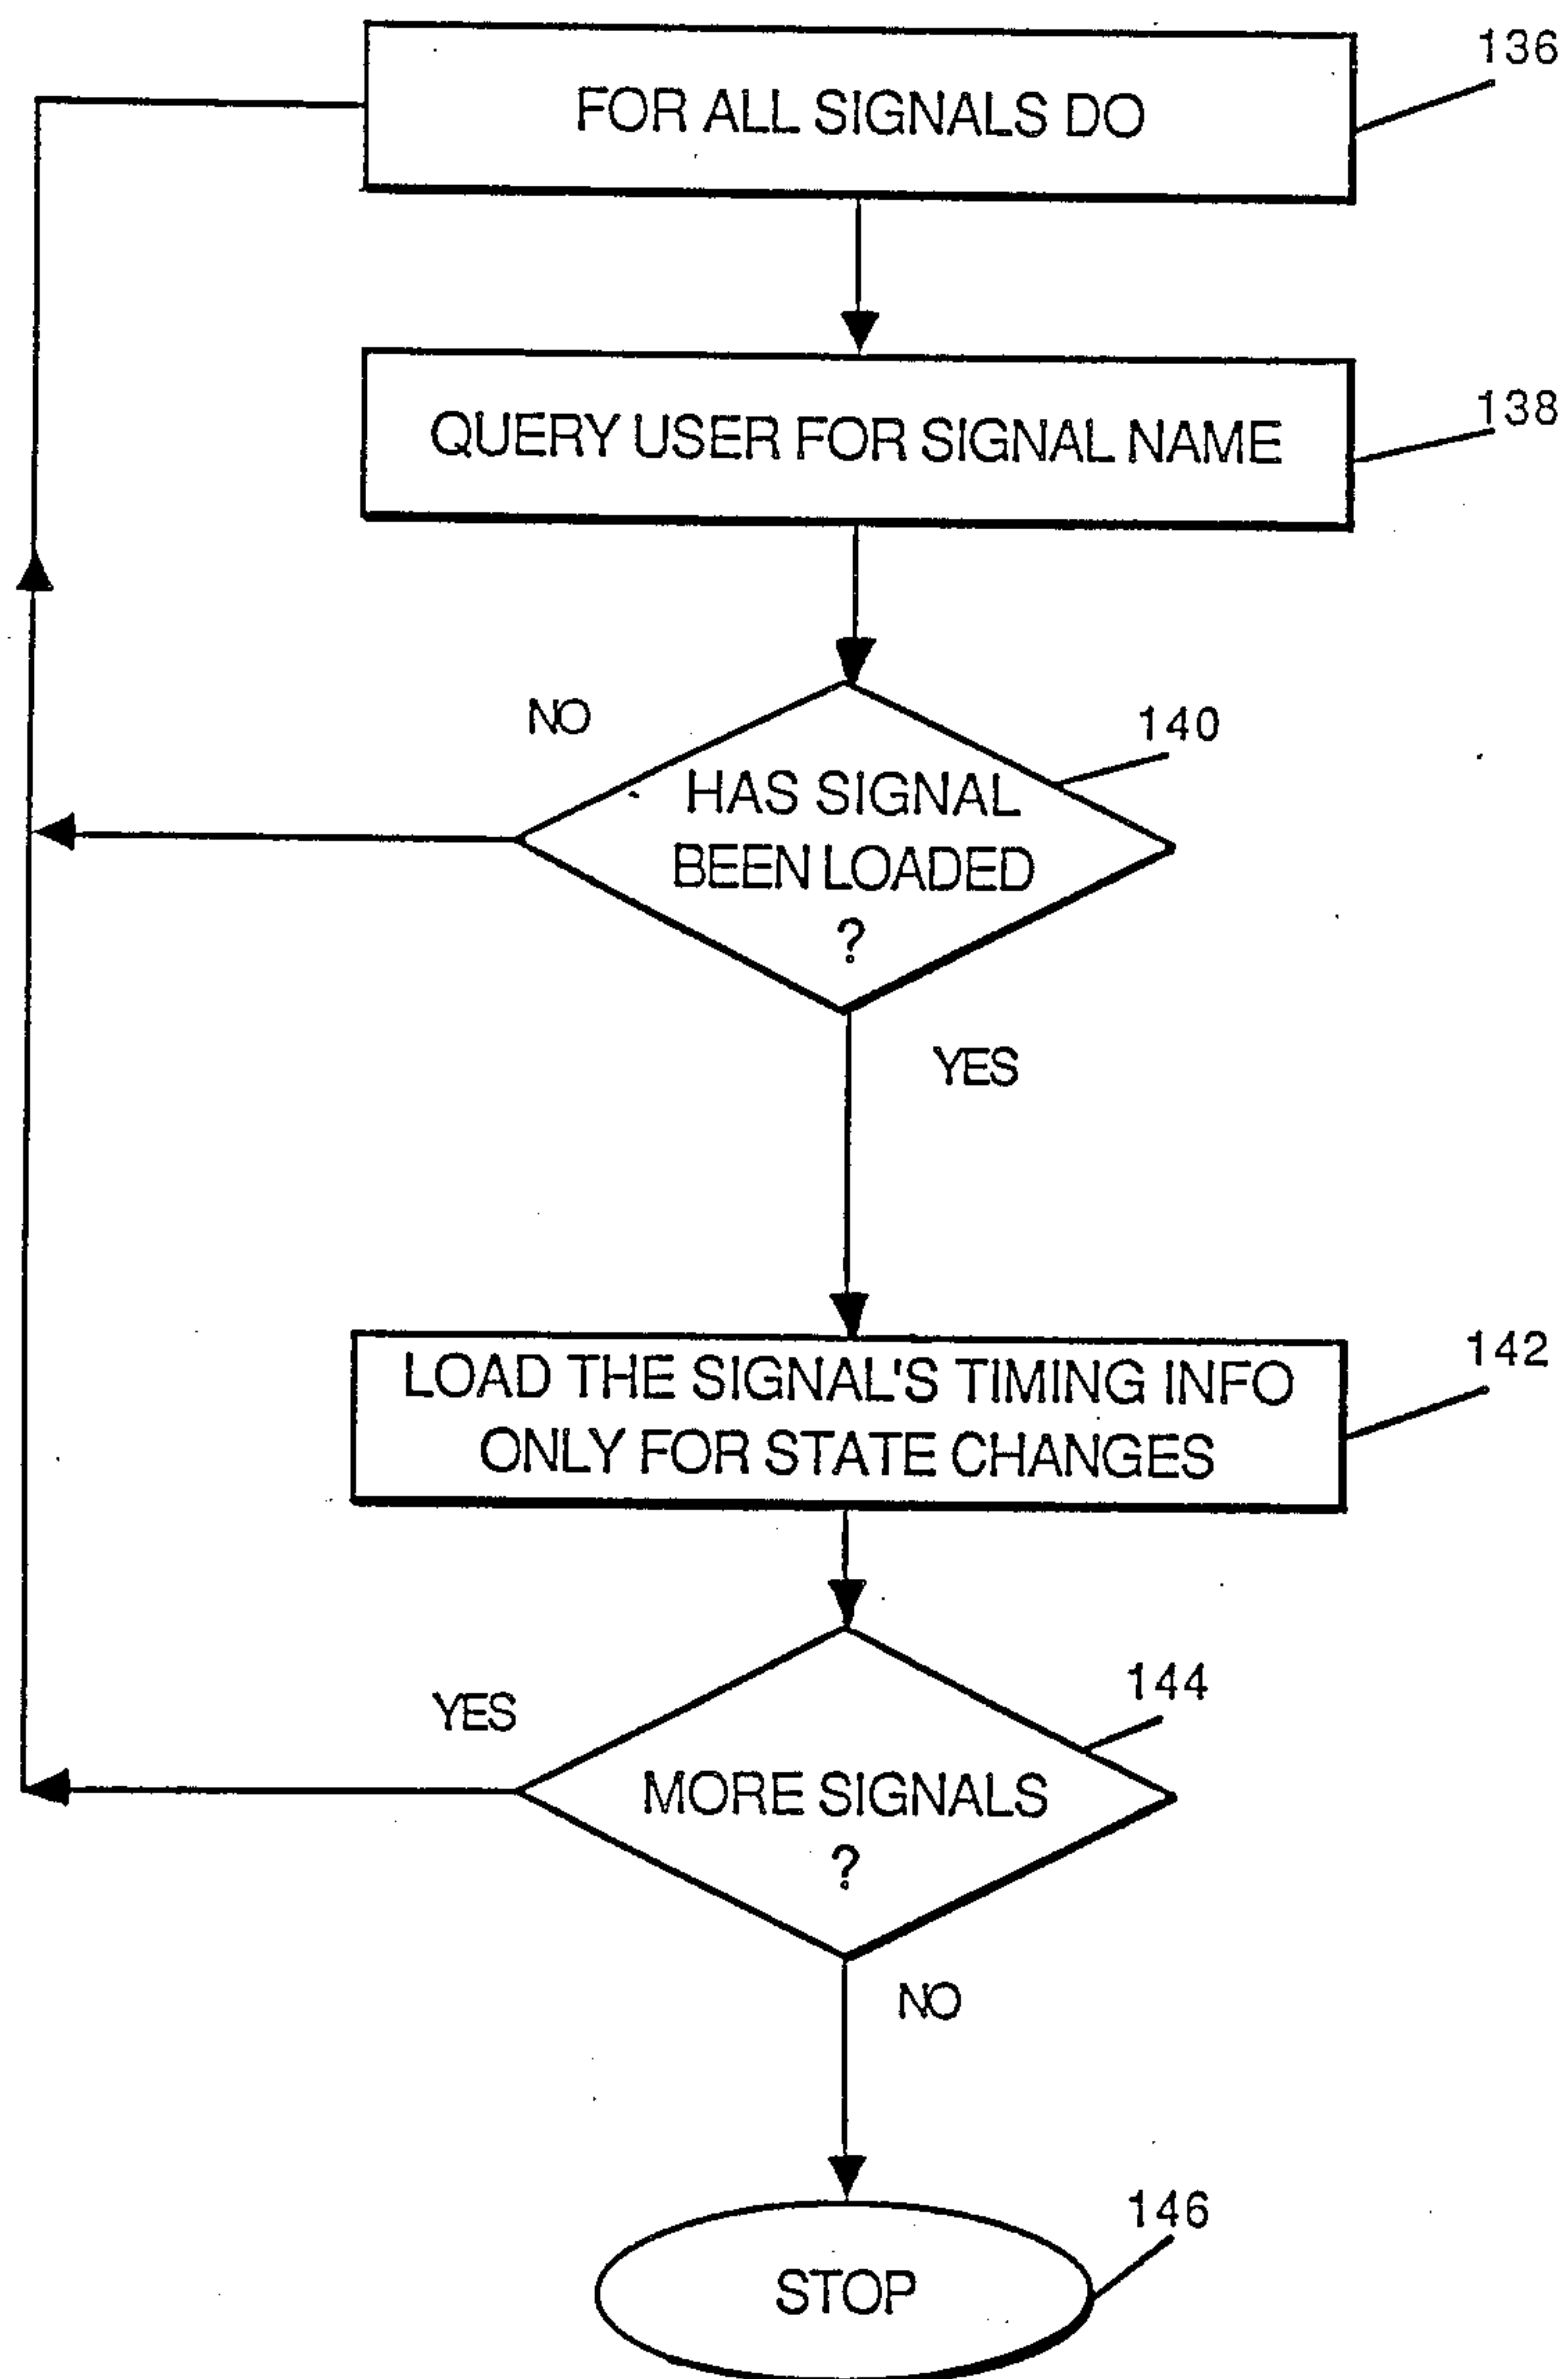 136
FOR ALL SIGNALS DO
138
QUERY USER FOR SIGNAL NAME
NO
140
HAS SIGNAL
BEEN LOADED
?
YES
142
LOAD THE SIGNAL'S TIMING INFO
ONLY FOR STATE CHANGES
144
YES
MORE SIGNALS
?
NO
146
STOP